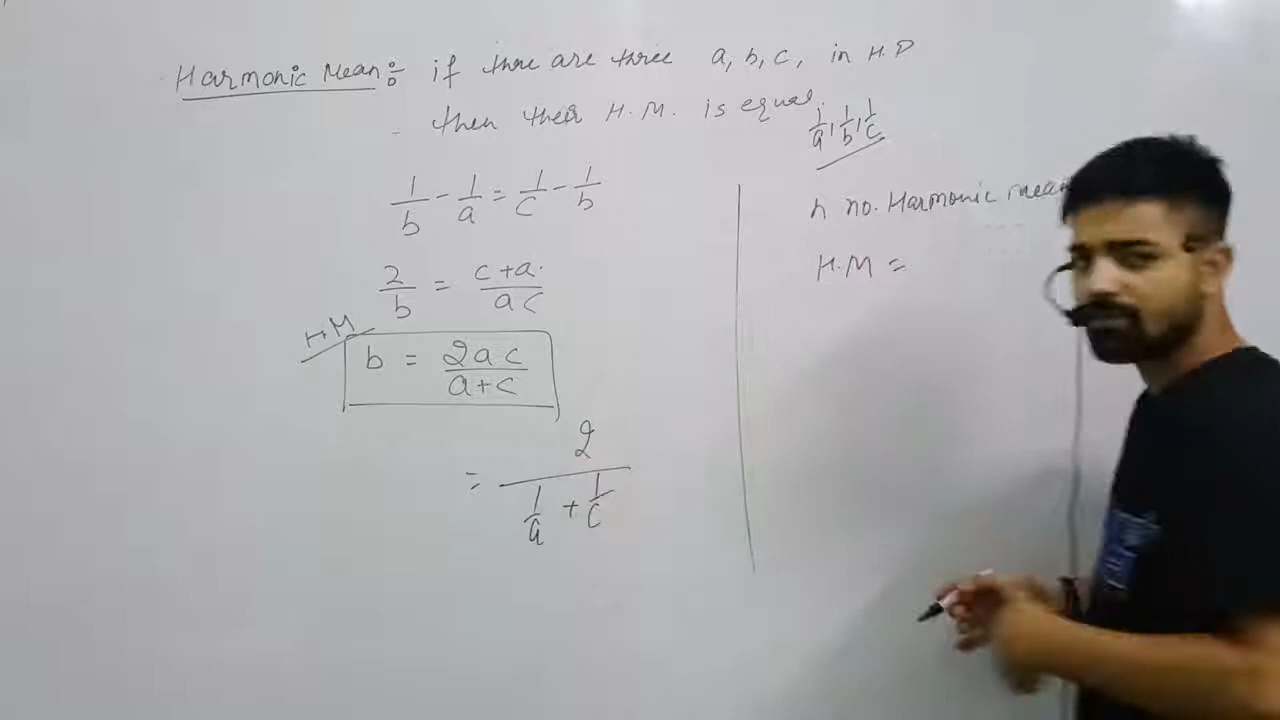 Harmonic Mean:- if there are three a, b, c, in H.P
then their H.M. is equal.
1/a, 1/b, 1/c
1/b - 1/a = 1/c - 1/b
2/b = c+a/ac
HM
b = 2ac/a+c
= 2/(1/a + 1/c)
n no. Harmonic mean
H.M =